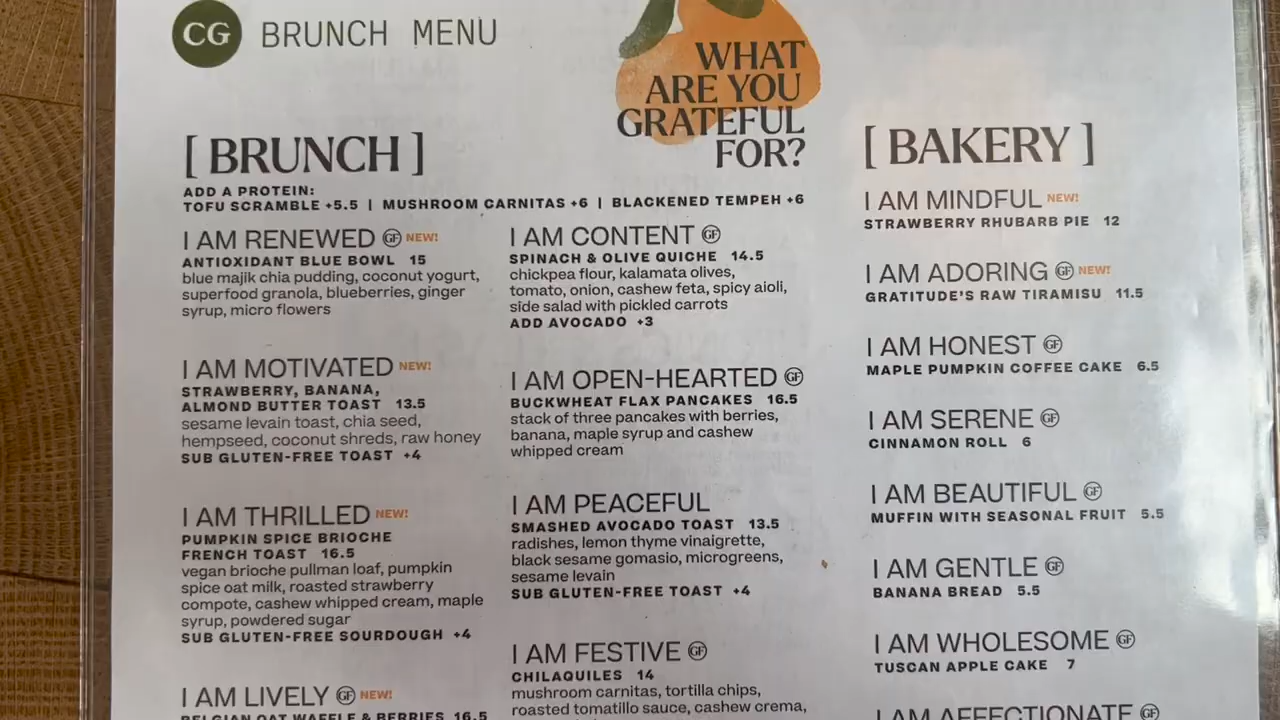 CG BRUNCH MENU
WHAT
ARE YOU
GRATEFUL
FOR?
[ BRUNCH ]
ADD A PROTEIN:
TOFU SCRAMBLE +5.5 | MUSHROOM CARNITAS +6 | BLACKENED TEMPEH +6
I AM RENEWED GF NEW!
ANTIOXIDANT BLUE BOWL 15
blue majik chia pudding, coconut yogurt,
superfood granola, blueberries, ginger
syrup, micro flowers
I AM MOTIVATED NEW!
STRAWBERRY, BANANA,
ALMOND BUTTER TOAST 13.5
sesame levain toast, chia seed,
hempseed, coconut shreds, raw honey
SUB GLUTEN-FREE TOAST +4
I AM THRILLED NEW!
PUMPKIN SPICE BRIOCHE
FRENCH TOAST 16.5
vegan brioche pullman loaf, pumpkin
spice oat milk, roasted strawberry
compote, cashew whipped cream, maple
syrup, powdered sugar
SUB GLUTEN-FREE SOURDOUGH +4
I AM LIVELY GF NEW!
BELGIAN OAT WAFFLE & BERRIES 16.5
I AM CONTENT GF
SPINACH & OLIVE QUICHE 14.5
chickpea flour, kalamata olives,
tomato, onion, cashew feta, spicy aioli,
side salad with pickled carrots
ADD AVOCADO +3
I AM OPEN-HEARTED GF
BUCKWHEAT FLAX PANCAKES 16.5
stack of three pancakes with berries,
banana, maple syrup and cashew
whipped cream
I AM PEACEFUL
SMASHED AVOCADO TOAST 13.5
radishes, lemon thyme vinaigrette,
black sesame gomasio, microgreens,
sesame levain
SUB GLUTEN-FREE TOAST +4
I AM FESTIVE GF
CHILAQUILES 14
mushroom carnitas, tortilla chips,
roasted tomatillo sauce, cashew crema,
[ BAKERY ]
I AM MINDFUL NEW!
STRAWBERRY RHUBARB PIE 12
I AM ADORING GF NEW!
GRATITUDE'S RAW TIRAMISU 11.5
I AM HONEST GF
MAPLE PUMPKIN COFFEE CAKE 6.5
I AM SERENE GF
CINNAMON ROLL 6
I AM BEAUTIFUL GF
MUFFIN WITH SEASONAL FRUIT 5.5
I AM GENTLE GF
BANANA BREAD 5.5
I AM WHOLESOME GF
TUSCAN APPLE CAKE 7
I AM AFFECTIONATE GF